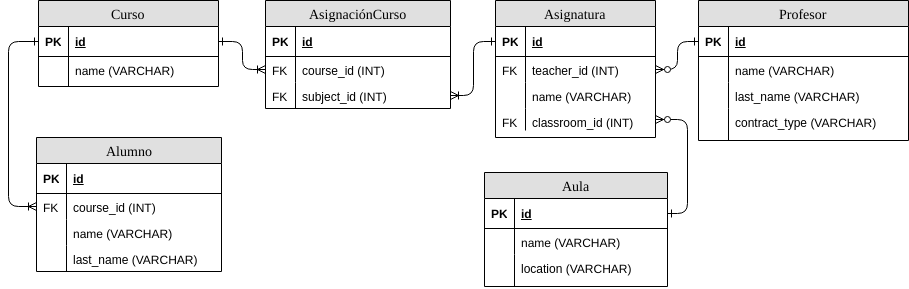 Curso
PK id
name (VARCHAR)
AsignaciónCurso
PK id
FK course_id (INT)
FK subject_id (INT)
Asignatura
PK id
FK teacher_id (INT)
name (VARCHAR)
FK classroom_id (INT)
Profesor
PK id
name (VARCHAR)
last_name (VARCHAR)
contract_type (VARCHAR)
Alumno
PK id
FK course_id (INT)
name (VARCHAR)
last_name (VARCHAR)
Aula
PK id
name (VARCHAR)
location (VARCHAR)